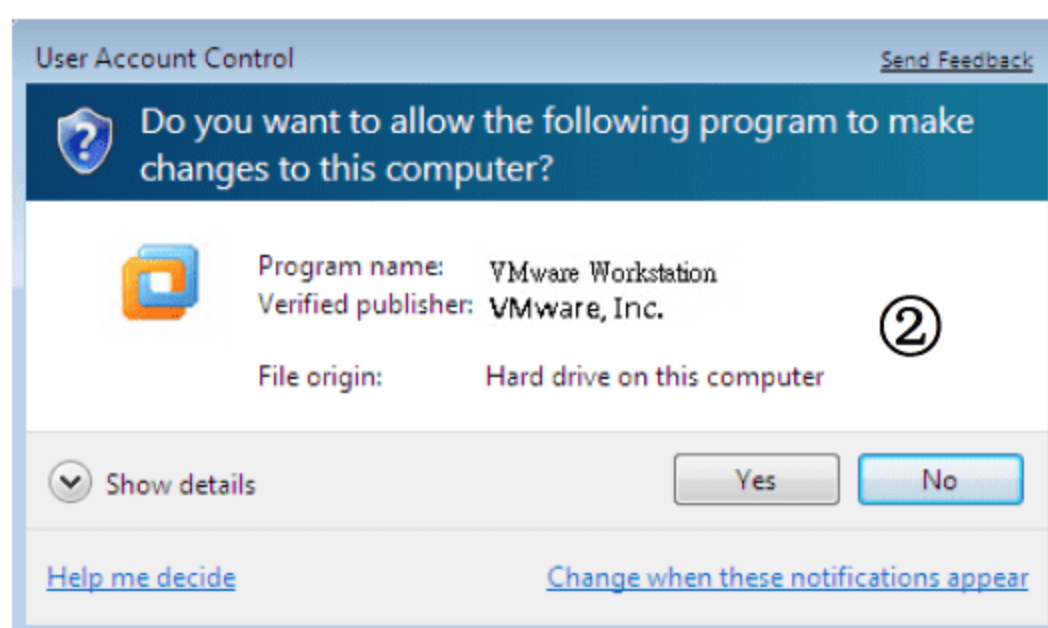 User Account Control
Send Feedback
Do you want to allow the following program to make
changes to this computer?
Program name: VMware Workstation
Verified publisher: VMware, Inc.
②
File origin: Hard drive on this computer
Show details
Yes
No
Help me decide
Change when these notifications appear